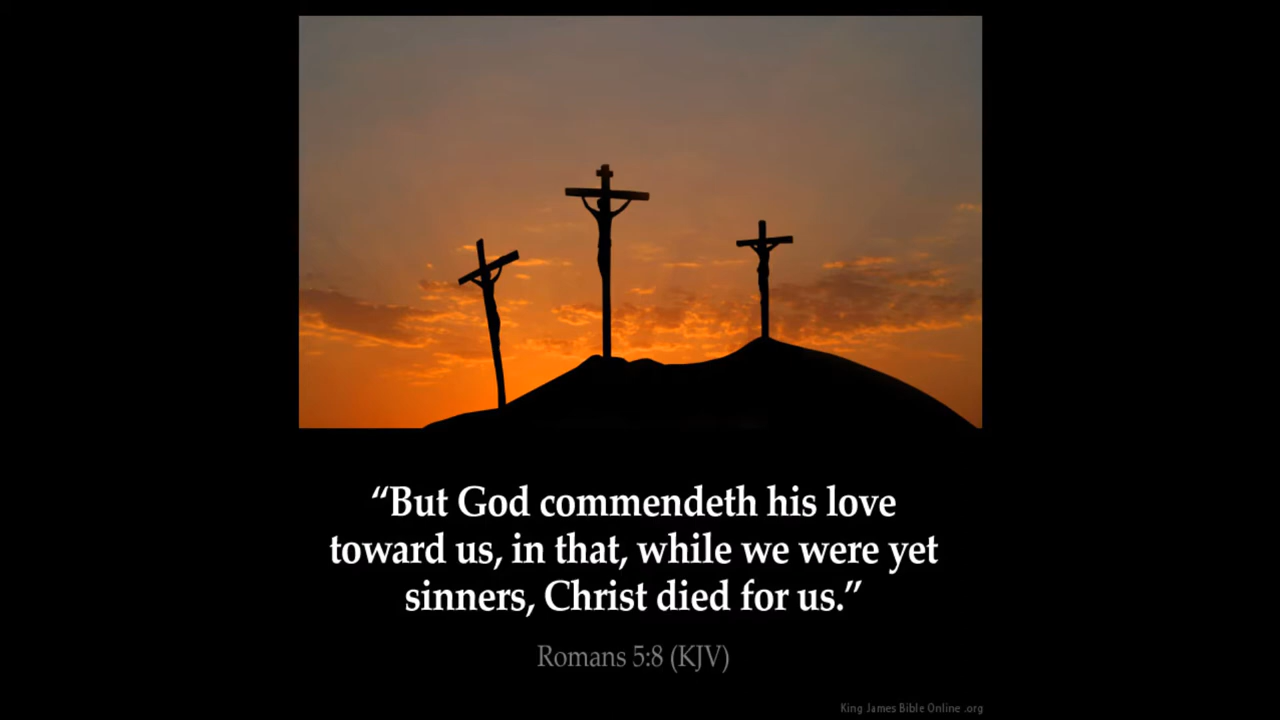 “But God commendeth his love
toward us, in that, while we were yet
sinners, Christ died for us.”
Romans 5:8 (KJV)
King James Bible Online .org